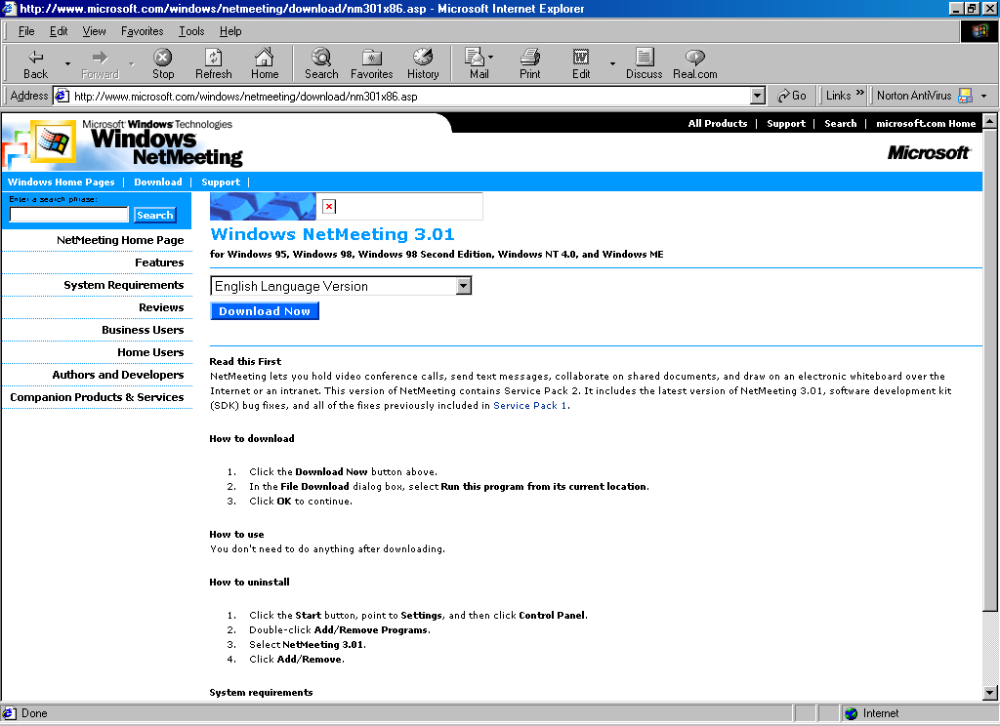 http://www.microsoft.com/windows/netmeeting/download/nm301x86.asp - Microsoft Internet Explorer
File Edit View Favorites Tools Help
Back Forward Stop Refresh Home Search Favorites History Mail Print Edit Discuss Real.com
Address http://www.microsoft.com/windows/netmeeting/download/nm301x86.asp Go Links » Norton AntiVirus
Microsoft Windows Technologies
Windows
NetMeeting
All Products | Support | Search | microsoft.com Home
Microsoft
Windows Home Pages | Download | Support |
Enter a search phrase:
Search
NetMeeting Home Page
Features
System Requirements
Reviews
Business Users
Home Users
Authors and Developers
Companion Products & Services
Windows NetMeeting 3.01
for Windows 95, Windows 98, Windows 98 Second Edition, Windows NT 4.0, and Windows ME
English Language Version
Download Now
Read this First
NetMeeting lets you hold video conference calls, send text messages, collaborate on shared documents, and draw on an electronic whiteboard over the
Internet or an intranet. This version of NetMeeting contains Service Pack 2. It includes the latest version of NetMeeting 3.01, software development kit
(SDK) bug fixes, and all of the fixes previously included in Service Pack 1.
How to download
1. Click the Download Now button above.
2. In the File Download dialog box, select Run this program from its current location.
3. Click OK to continue.
How to use
You don't need to do anything after downloading.
How to uninstall
1. Click the Start button, point to Settings, and then click Control Panel.
2. Double-click Add/Remove Programs.
3. Select NetMeeting 3.01.
4. Click Add/Remove.
System requirements
Done
Internet